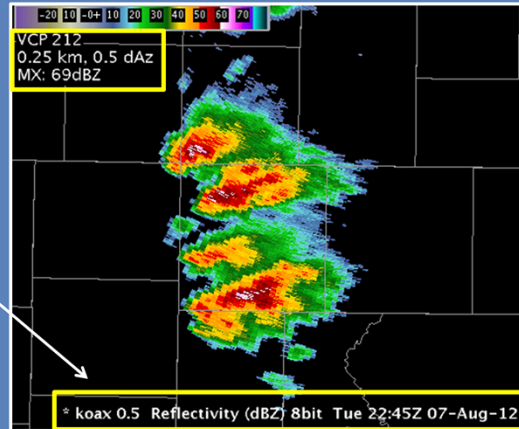 -20 10 -0+ 10 20 30 40 50 60 70
VCP 212
0.25 km, 0.5 dAz
MX: 69dBZ
* koax 0.5 Reflectivity (dBZ) 8bit Tue 22:45Z 07-Aug-12